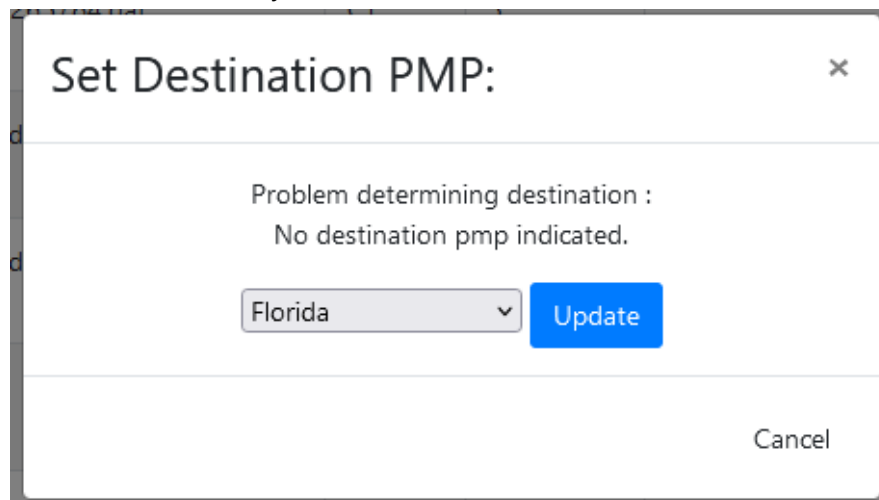 Set Destination PMP:
×
d
Problem determining destination :
No destination pmp indicated.
d
Florida
Update
Cancel